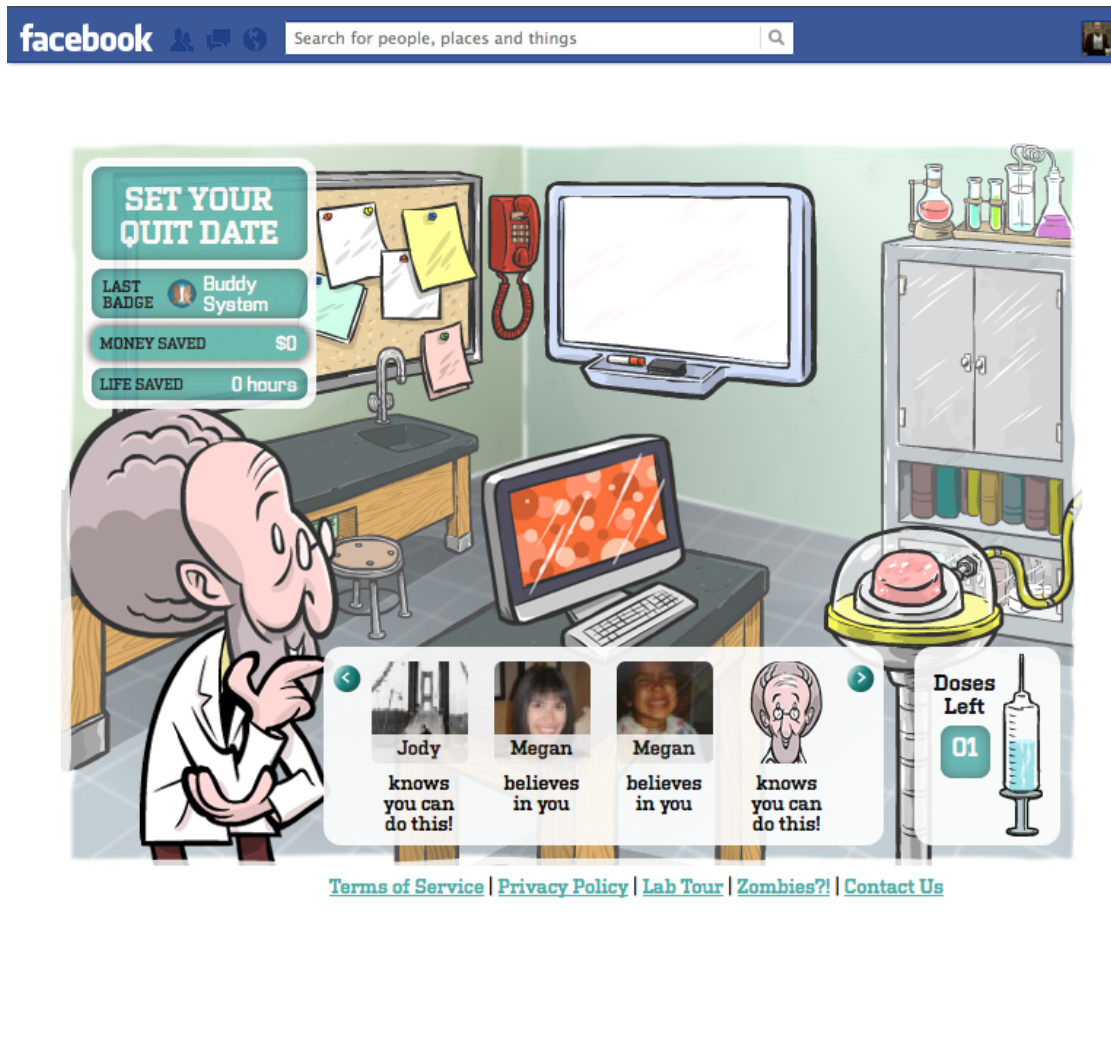 facebook
Search for people, places and things
SET YOUR
QUIT DATE
LAST
BADGE
Buddy
System
MONEY SAVED $0
LIFE SAVED 0 hours
Jody
knows
you can
do this!
Megan
believes
in you
Megan
believes
in you
knows
you can
do this!
Doses
Left
01
Terms of Service | Privacy Policy | Lab Tour | Zombies?! | Contact Us